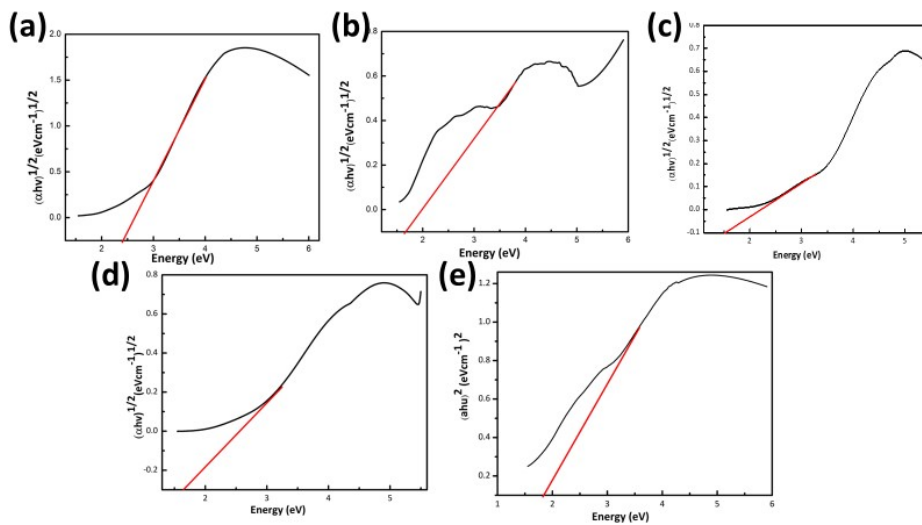 (a)
(αhν)1/2(eVcm-1)1/2
2.0
1.5
1.0
0.5
0.0
2 3 4 5 6
Energy (eV)
(b)
(αhν)1/2(eVcm-1)1/2
0.8
0.6
0.4
0.2
0.0
2 3 4 5 6
Energy (eV)
(c)
(αhν)1/2(eVcm-1)1/2
0.8
0.7
0.6
0.5
0.4
0.3
0.2
0.1
0.0
-0.1
2 3 4 5
Energy (eV)
(d)
(αhν)1/2(eVcm-1)1/2
0.8
0.6
0.4
0.2
0.0
-0.2
2 3 4 5
Energy (eV)
(e)
(ahu)2 (eVcm-1)2
1.2
1.0
0.8
0.6
0.4
0.2
1 2 3 4 5 6
Energy (eV)